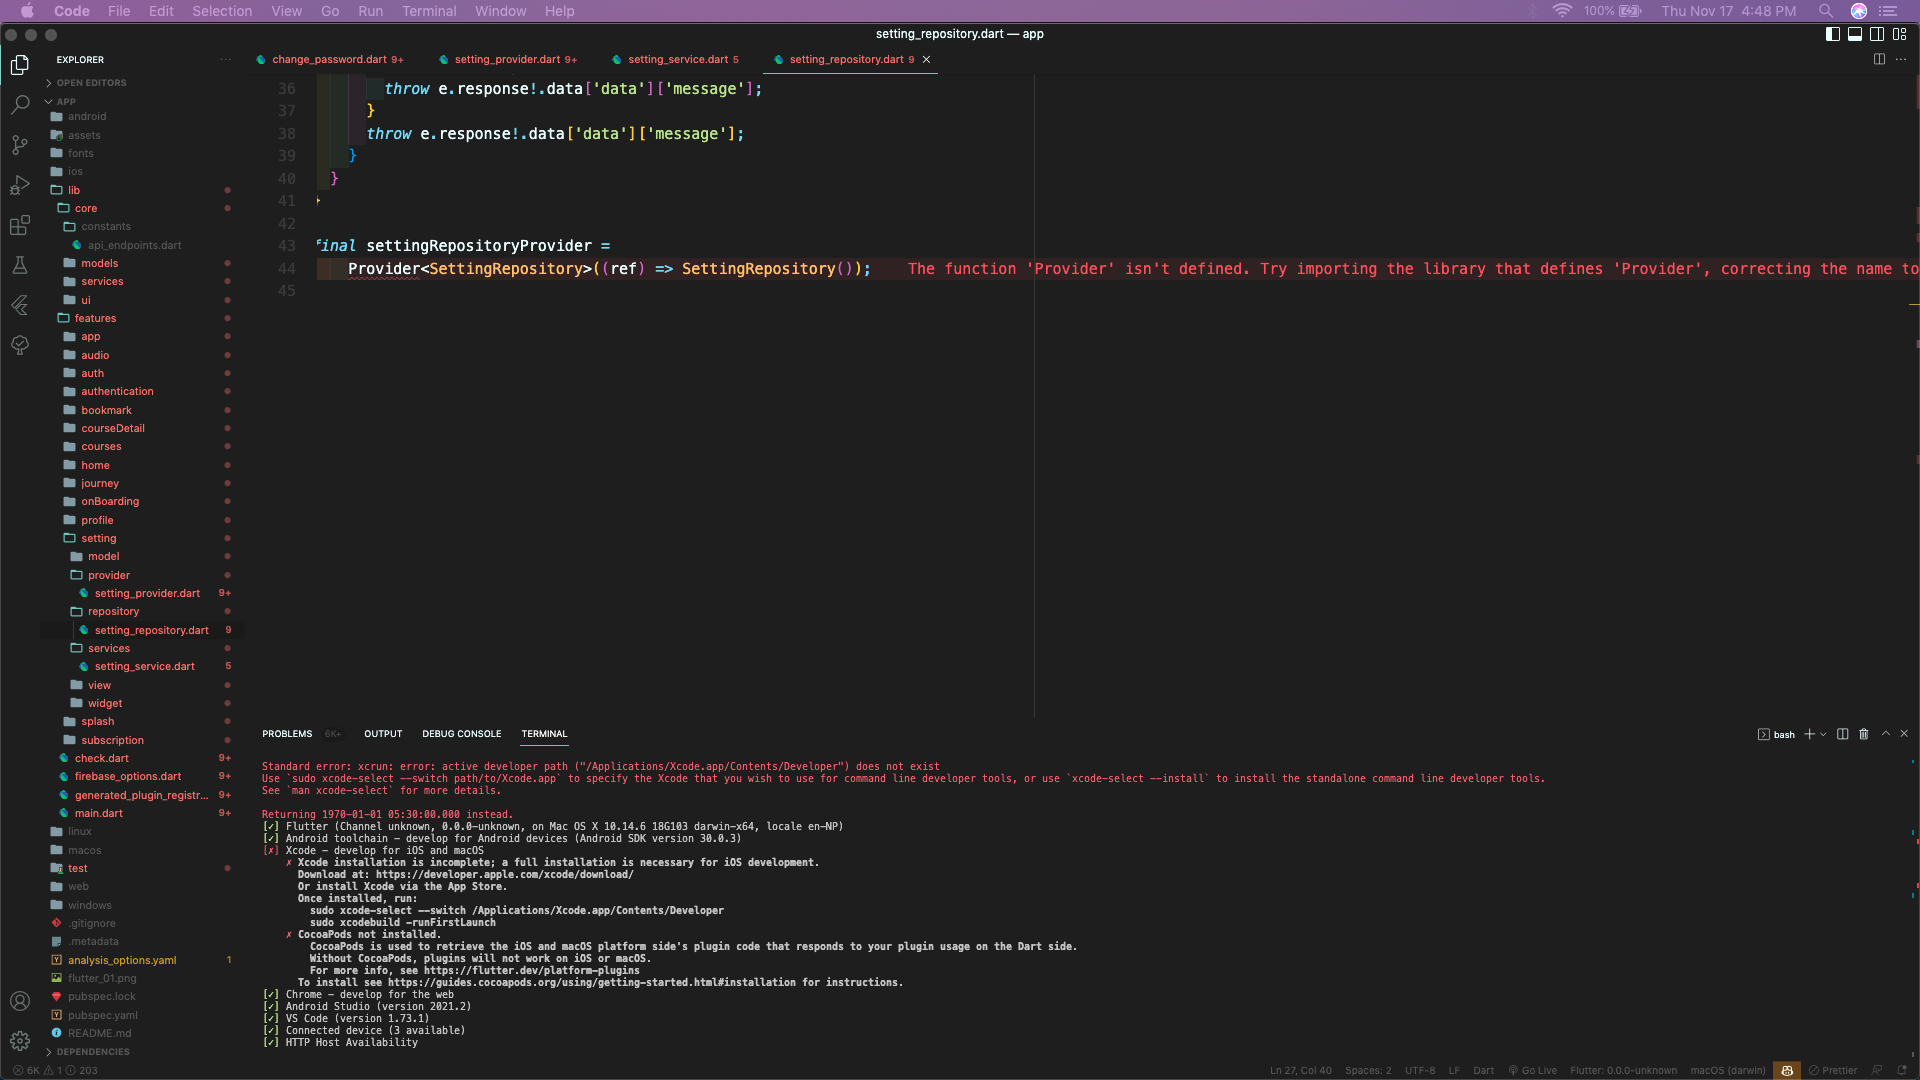 Code File Edit Selection View Go Run Terminal Window Help
100% Thu Nov 17 4:48 PM
setting_repository.dart — app
EXPLORER
OPEN EDITORS
APP
android
assets
fonts
ios
lib
core
constants
api_endpoints.dart
models
services
ui
features
app
audio
auth
authentication
bookmark
courseDetail
courses
home
journey
onBoarding
profile
setting
model
provider
setting_provider.dart 9+
repository
setting_repository.dart 9
services
setting_service.dart 5
view
widget
splash
subscription
check.dart 9+
firebase_options.dart 9+
generated_plugin_registr... 9+
main.dart 9+
linux
macos
test
web
windows
.gitignore
.metadata
analysis_options.yaml 1
flutter_01.png
pubspec.lock
pubspec.yaml
README.md
DEPENDENCIES
change_password.dart 9+ setting_provider.dart 9+ setting_service.dart 5 setting_repository.dart 9
36 throw e.response!.data['data']['message'];
37 }
38 throw e.response!.data['data']['message'];
39 }
40 }
41 }
42
43 final settingRepositoryProvider =
44 Provider<SettingRepository>((ref) => SettingRepository()); The function 'Provider' isn't defined. Try importing the library that defines 'Provider', correcting the name to
45
PROBLEMS 6K+ OUTPUT DEBUG CONSOLE TERMINAL bash
Standard error: xcrun: error: active developer path ("/Applications/Xcode.app/Contents/Developer") does not exist
Use `sudo xcode-select --switch path/to/Xcode.app` to specify the Xcode that you wish to use for command line developer tools, or use `xcode-select --install` to install the standalone command line developer tools.
See `man xcode-select` for more details.
Returning 1970-01-01 05:30:00.000 instead.
[✓] Flutter (Channel unknown, 0.0.0-unknown, on Mac OS X 10.14.6 18G103 darwin-x64, locale en-NP)
[✓] Android toolchain - develop for Android devices (Android SDK version 30.0.3)
[✗] Xcode - develop for iOS and macOS
✗ Xcode installation is incomplete; a full installation is necessary for iOS development.
Download at: https://developer.apple.com/xcode/download/
Or install Xcode via the App Store.
Once installed, run:
sudo xcode-select --switch /Applications/Xcode.app/Contents/Developer
sudo xcodebuild -runFirstLaunch
✗ CocoaPods not installed.
CocoaPods is used to retrieve the iOS and macOS platform side's plugin code that responds to your plugin usage on the Dart side.
Without CocoaPods, plugins will not work on iOS or macOS.
For more info, see https://flutter.dev/platform-plugins
To install see https://guides.cocoapods.org/using/getting-started.html#installation for instructions.
[✓] Chrome - develop for the web
[✓] Android Studio (version 2021.2)
[✓] VS Code (version 1.73.1)
[✓] Connected device (3 available)
[✓] HTTP Host Availability
6K 1 203 Ln 27, Col 40 Spaces: 2 UTF-8 LF Dart Go Live Flutter: 0.0.0-unknown macOS (darwin) Prettier